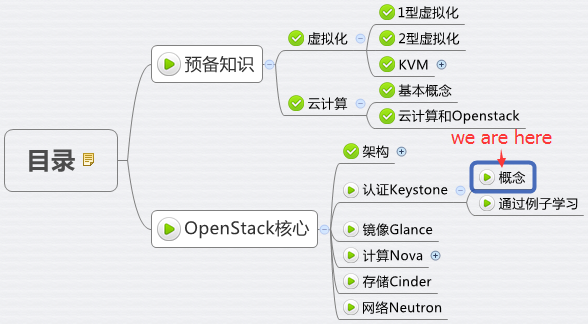 目录
预备知识
虚拟化
1型虚拟化
2型虚拟化
KVM
云计算
基本概念
云计算和Openstack
we are here
OpenStack核心
架构
认证Keystone
概念
通过例子学习
镜像Glance
计算Nova
存储Cinder
网络Neutron